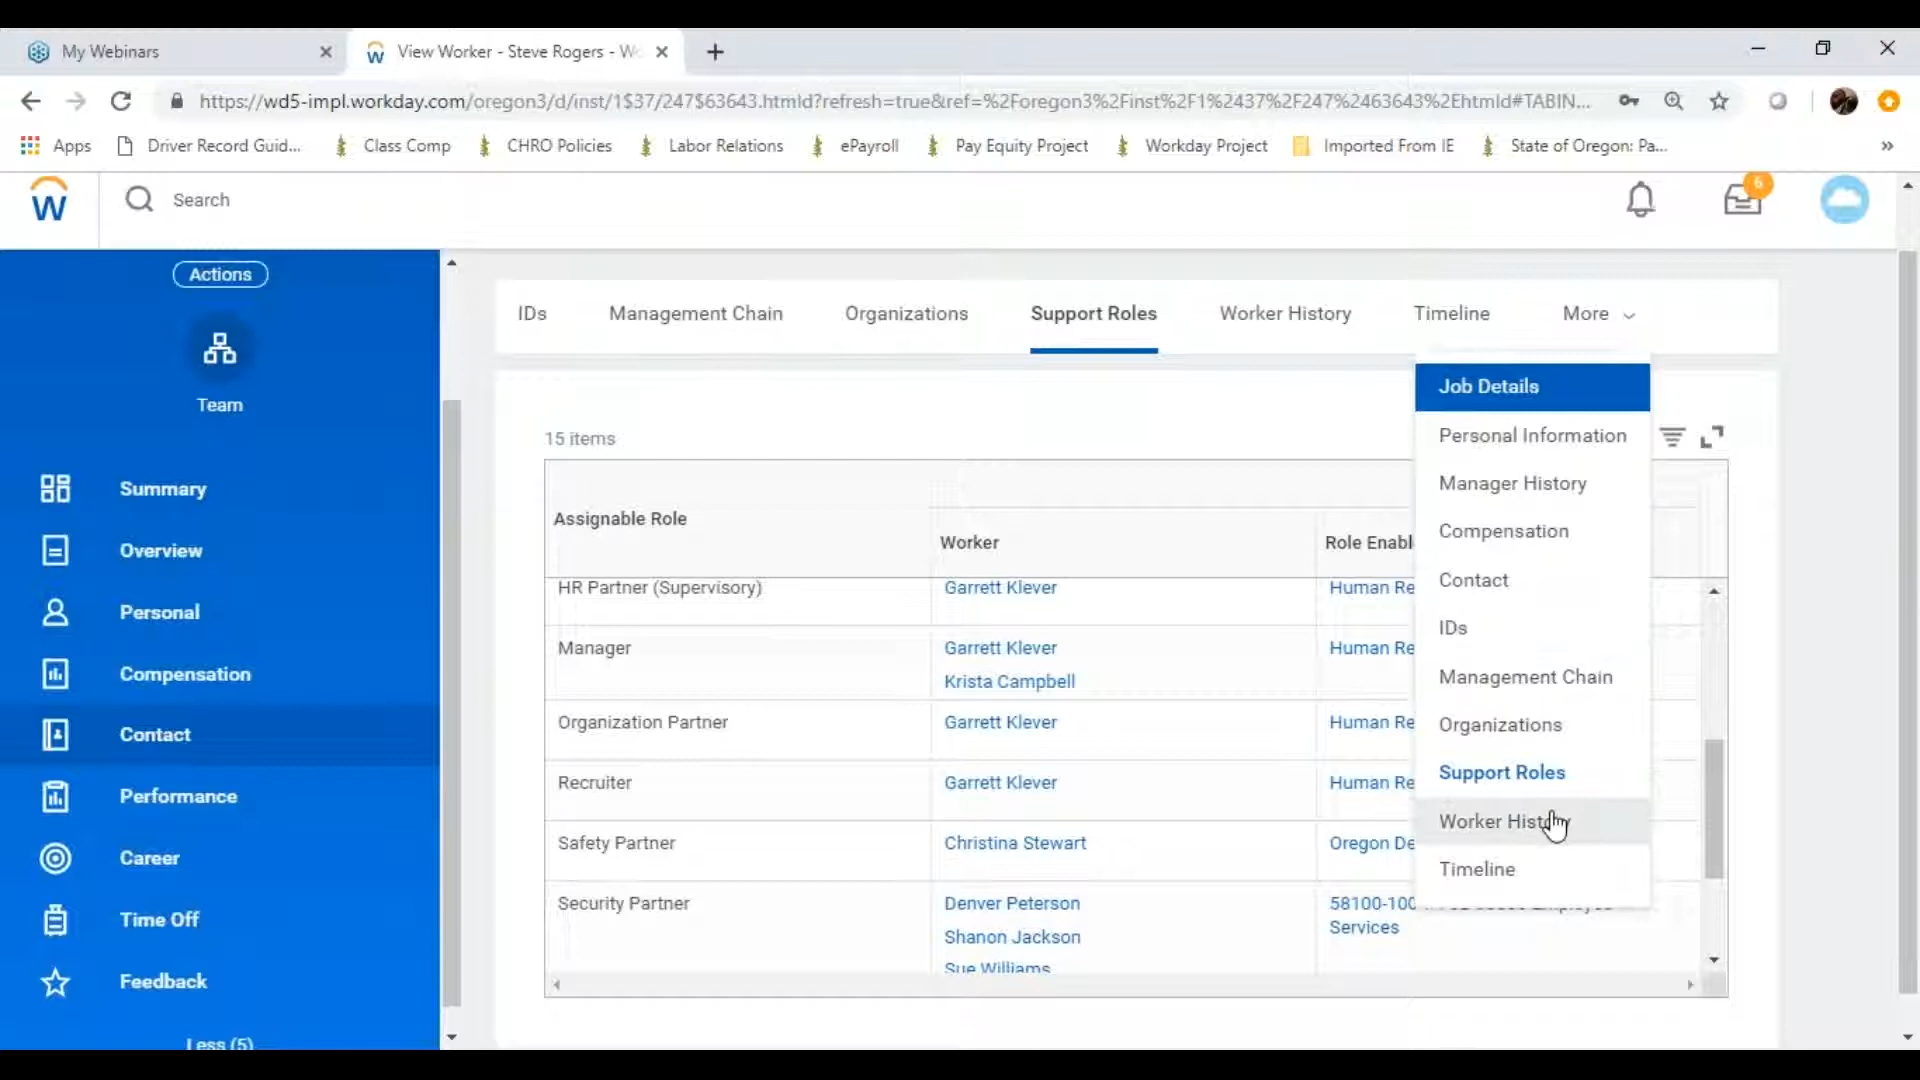 My Webinars
View Worker - Steve Rogers - Wo
https://wd5-impl.workday.com/oregon3/d/inst/1$37/247$63643.htmld?refresh=true&ref=%2Foregon3%2Finst%2F1%2437%2F247%2463643%2Ehtmld#TABIN...
Apps
Driver Record Guid...
Class Comp
CHRO Policies
Labor Relations
ePayroll
Pay Equity Project
Workday Project
Imported From IE
State of Oregon: Pa...
»
W
Search
6
Actions
Team
Summary
Overview
Personal
Compensation
Contact
Performance
Career
Time Off
Feedback
Less (5)
IDs
Management Chain
Organizations
Support Roles
Worker History
Timeline
More
15 items
Assignable Role
Worker
Role Enabl
HR Partner (Supervisory)
Garrett Klever
Human Re
Manager
Garrett Klever
Human Re
Krista Campbell
Organization Partner
Garrett Klever
Human Re
Recruiter
Garrett Klever
Human Re
Safety Partner
Christina Stewart
Oregon De
Security Partner
Denver Peterson
58100-100
Services
Shanon Jackson
Sue Williams
Job Details
Personal Information
Manager History
Compensation
Contact
IDs
Management Chain
Organizations
Support Roles
Worker History
Timeline